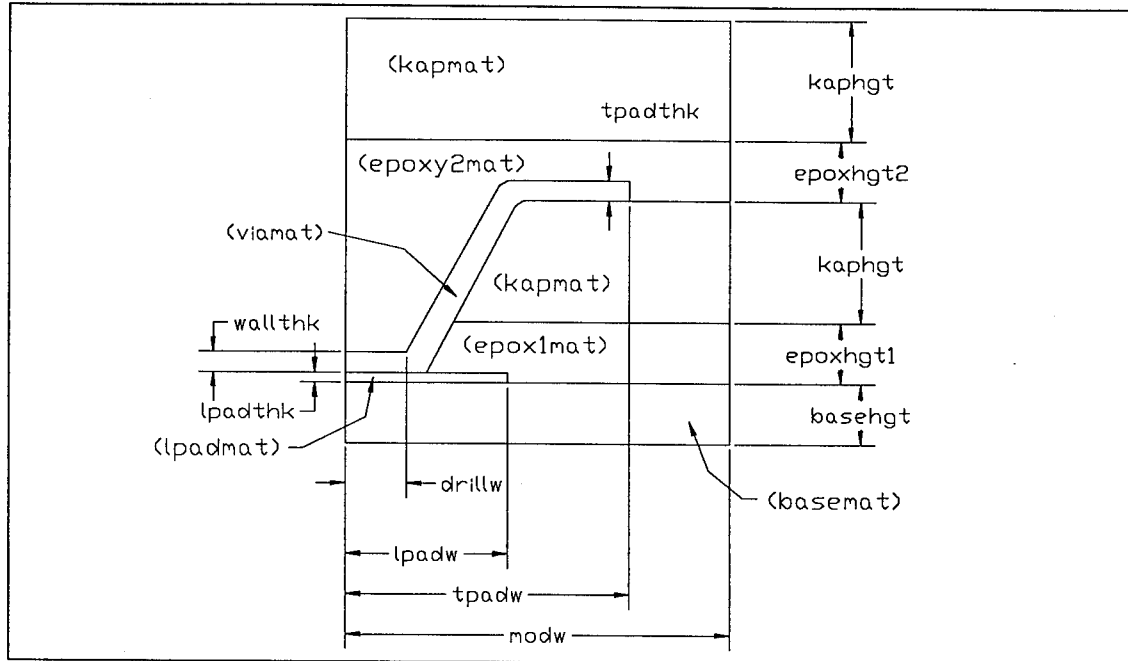 (kapmat)
kaphgt
tpadthk
(epoxy2mat)
epoxhgt2
(viamat)
kaphgt
(kapmat)
wallthk
(epox1mat)
epoxhgt1
lpadthk
basehgt
(lpadmat)
drillw
(basemat)
lpadw
tpadw
modw